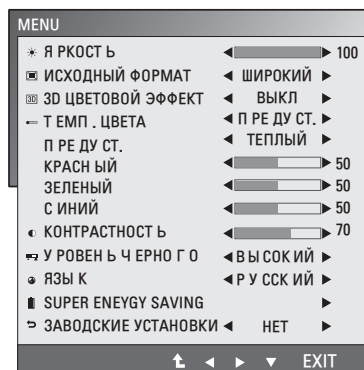 MENU
Я РКОСТ Ь 100
ИСХОДНЫЙ ФОРМАТ ШИРОКИЙ
3D 3D ЦВЕТОВОЙ ЭФФЕКТ ВЫКЛ
Т ЕМП . ЦВЕТА П РЕ ДУ СТ.
П РЕ ДУ СТ. ТЕПЛЫЙ
КРАСН ЫЙ 50
ЗЕЛЕНЫЙ 50
С ИНИЙ 50
КОНТРАСТНОСТ Ь 70
У РОВЕН Ь Ч ЕРНО Г О В Ы СОК ИЙ
ЯЗЫ К Р У ССК ИЙ
SUPER ENEYGY SAVING
ЗАВОДСКИЕ УСТАНОВКИ НЕТ
EXIT